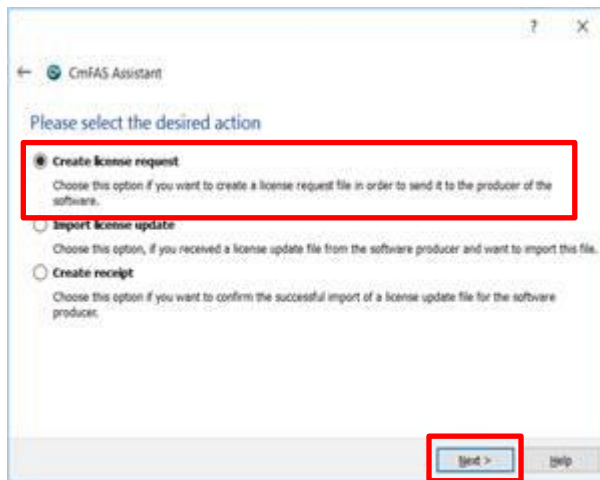 ? X
← CmFAS Assistant
Please select the desired action
Create license request
Choose this option if you want to create a license request file in order to send it to the producer of the
software.
Import license update
Choose this option, if you received a license update file from the software producer and want to import this file.
Create receipt
Choose this option if you want to confirm the successful import of a license update file for the software
producer.
Next > Help